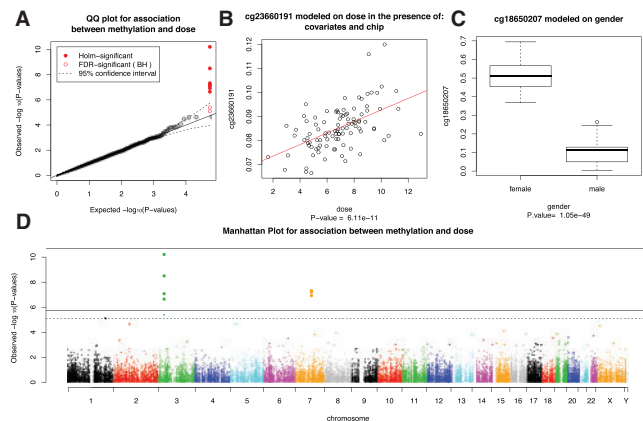 A
QQ plot for association
between methylation and dose
Holm-significant
FDR-significant ( BH )
95% confidence interval
Observed −log 10(P-values)
0
2
4
6
8
10
0
1
2
3
4
Expected −log10(P-values)
B
cg23660191 modeled on dose in the presence of:
covariates and chip
cg23660191
0.07
0.08
0.09
0.10
0.11
0.12
2
4
6
8
10
12
dose
P-value = 6.11e−11
C
cg18650207 modeled on gender
cg18650207
0.0
0.1
0.2
0.3
0.4
0.5
0.6
0.7
female
male
gender
P.value= 1.05e−49
D
Manhattan Plot for association between methylation and dose
Observed −log 10(P-values)
0
2
4
6
8
10
1 2 3 4 5 6 7 8 9 10 11 12 13 14 15 16 17 18 20 22 X Y
chromosome